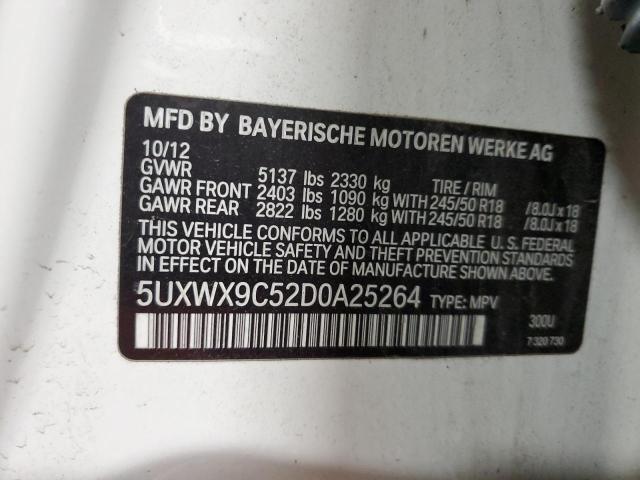 MFD BY BAYERISCHE MOTOREN WERKE AG
10/12
GVWR 5137 lbs 2330 kg TIRE / RIM
GAWR FRONT 2403 lbs 1090 kg WITH 245/50 R18 /8.0J x 18
GAWR REAR 2822 lbs 1280 kg WITH 245/50 R18 /8.0J x 18
THIS VEHICLE CONFORMS TO ALL APPLICABLE U. S. FEDERAL
MOTOR VEHICLE SAFETY AND THEFT PREVENTION STANDARDS
IN EFFECT ON THE DATE OF MANUFACTURE SHOWN ABOVE.
5UXWX9C52D0A25264 TYPE: MPV
300U
7 320 730